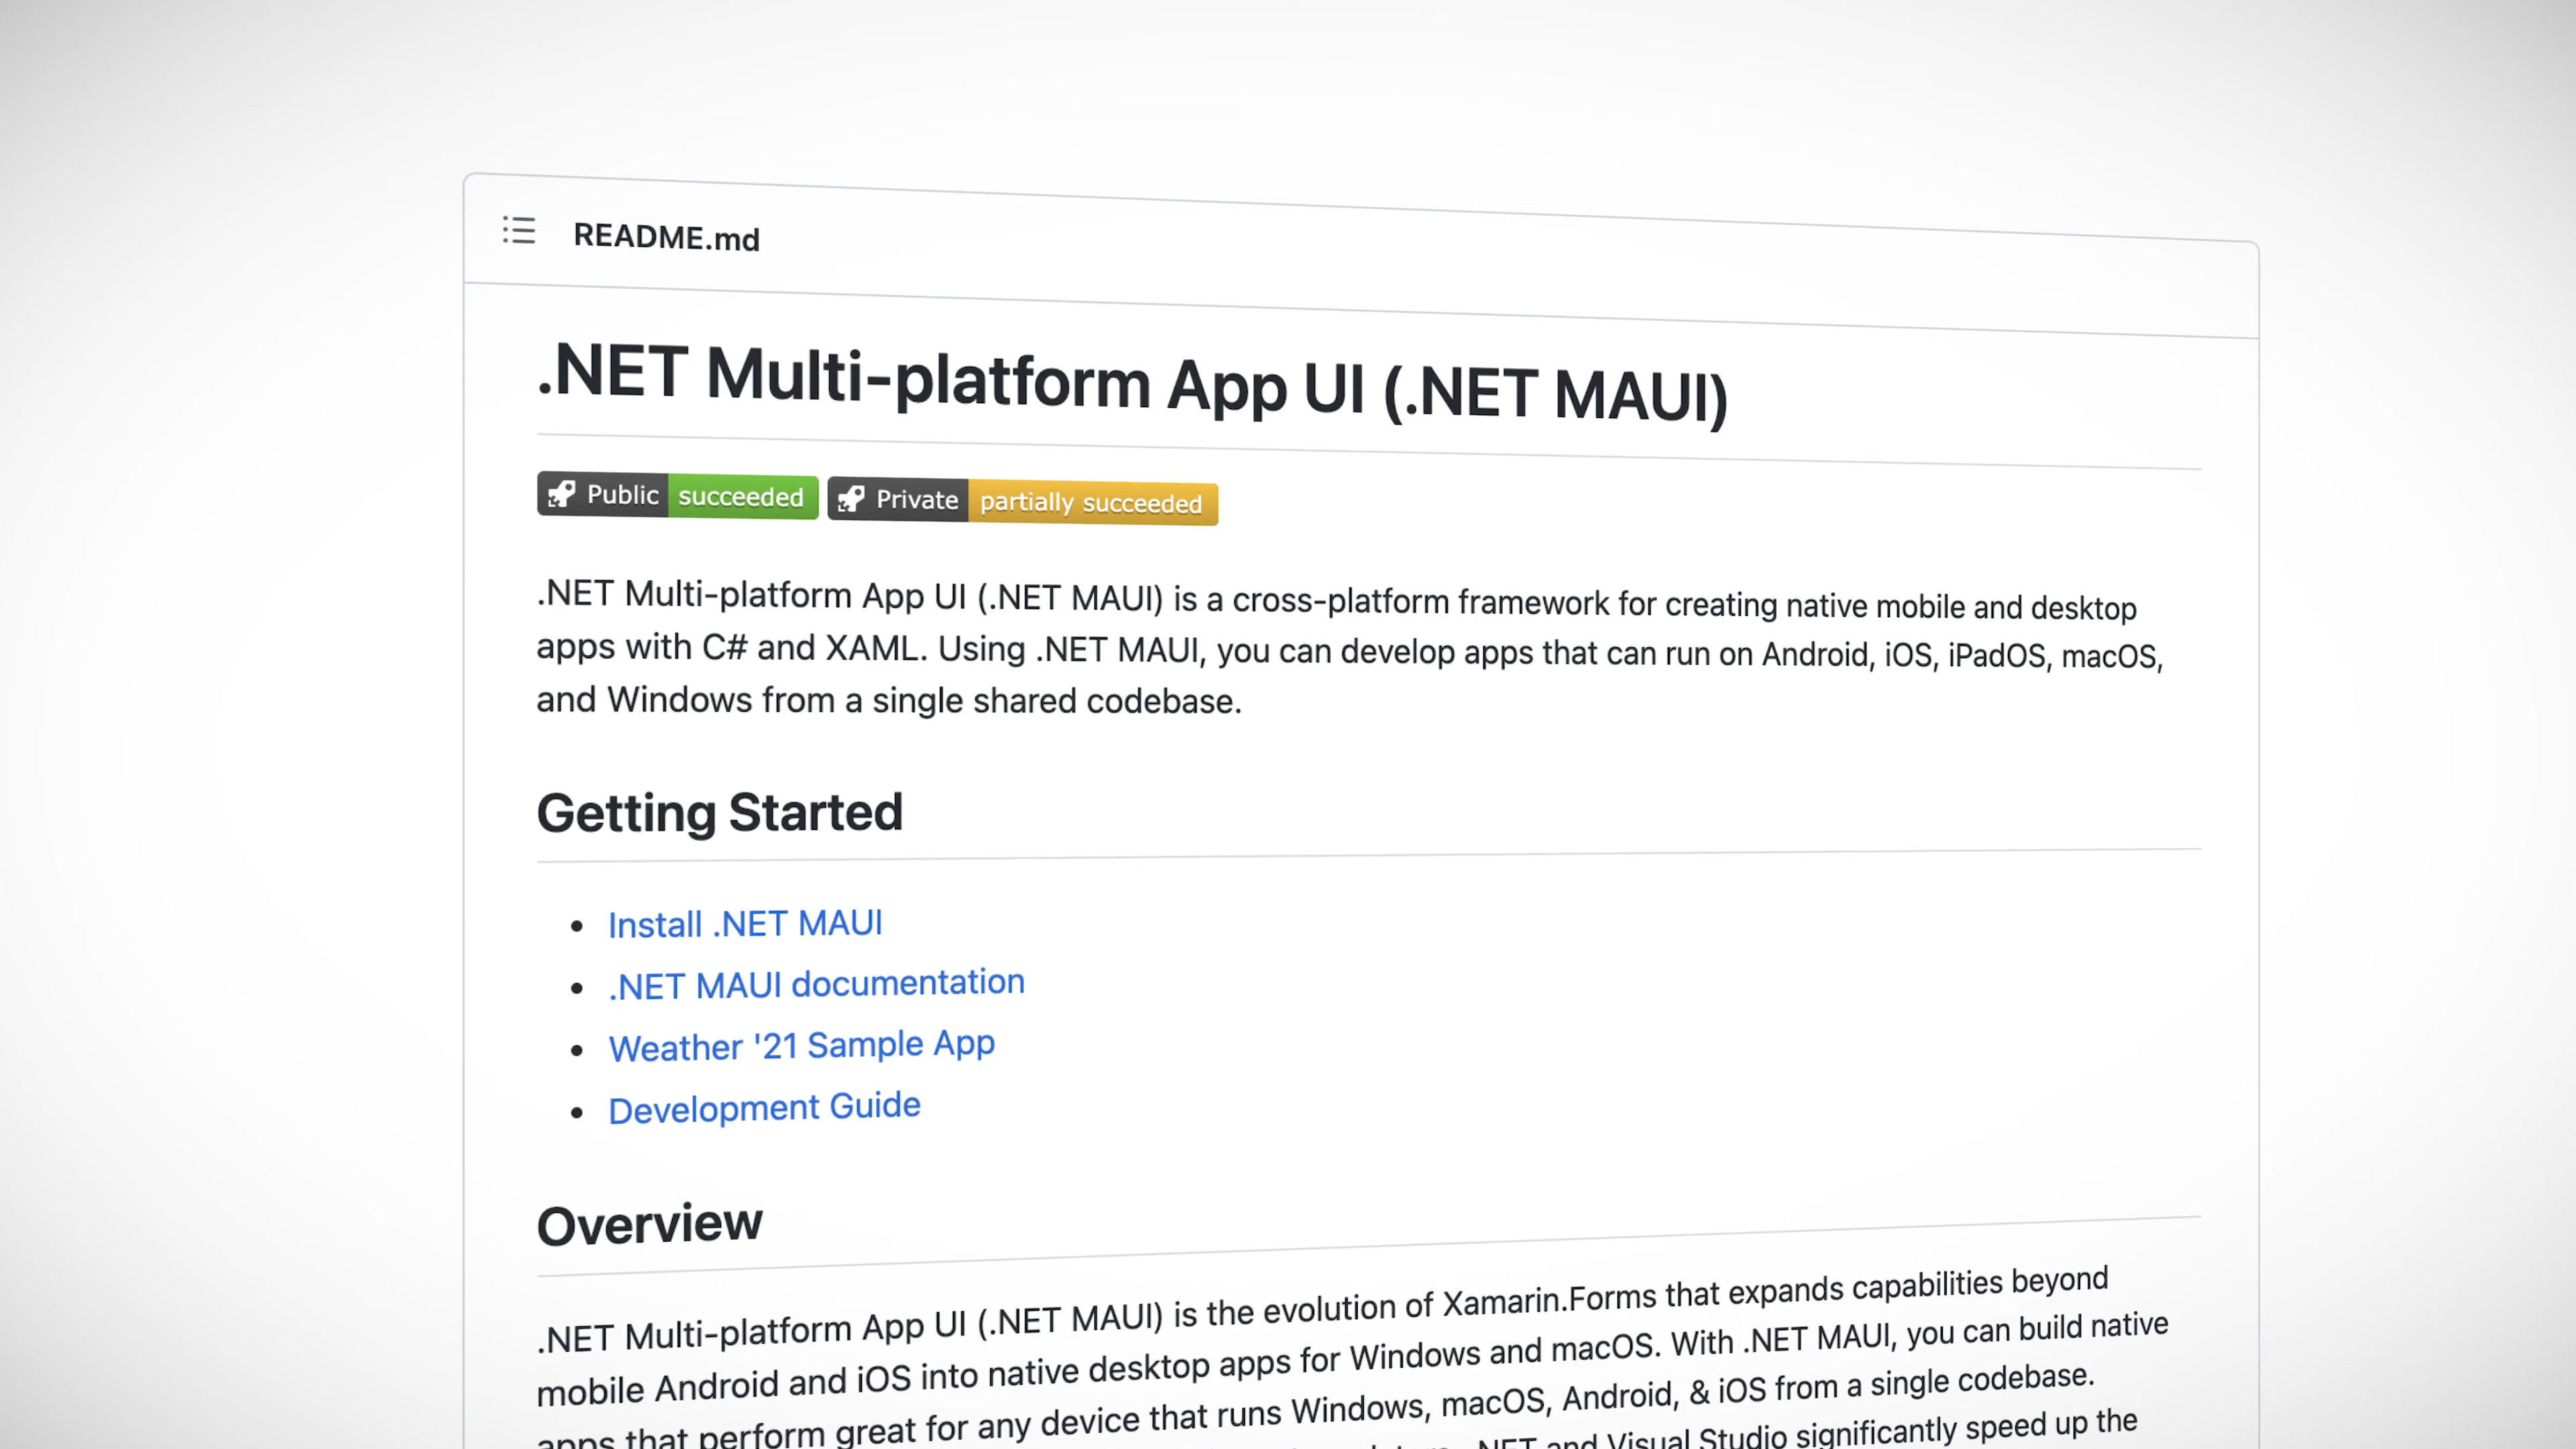 README.md
.NET Multi-platform App UI (.NET MAUI)
Public succeeded Private partially succeeded
.NET Multi-platform App UI (.NET MAUI) is a cross-platform framework for creating native mobile and desktop
apps with C# and XAML. Using .NET MAUI, you can develop apps that can run on Android, iOS, iPadOS, macOS,
and Windows from a single shared codebase.
Getting Started
• Install .NET MAUI
• .NET MAUI documentation
• Weather '21 Sample App
• Development Guide
Overview
.NET Multi-platform App UI (.NET MAUI) is the evolution of Xamarin.Forms that expands capabilities beyond
mobile Android and iOS into native desktop apps for Windows and macOS. With .NET MAUI, you can build native
apps that perform great for any device that runs Windows, macOS, Android, & iOS from a single codebase.
.NET and Visual Studio significantly speed up the